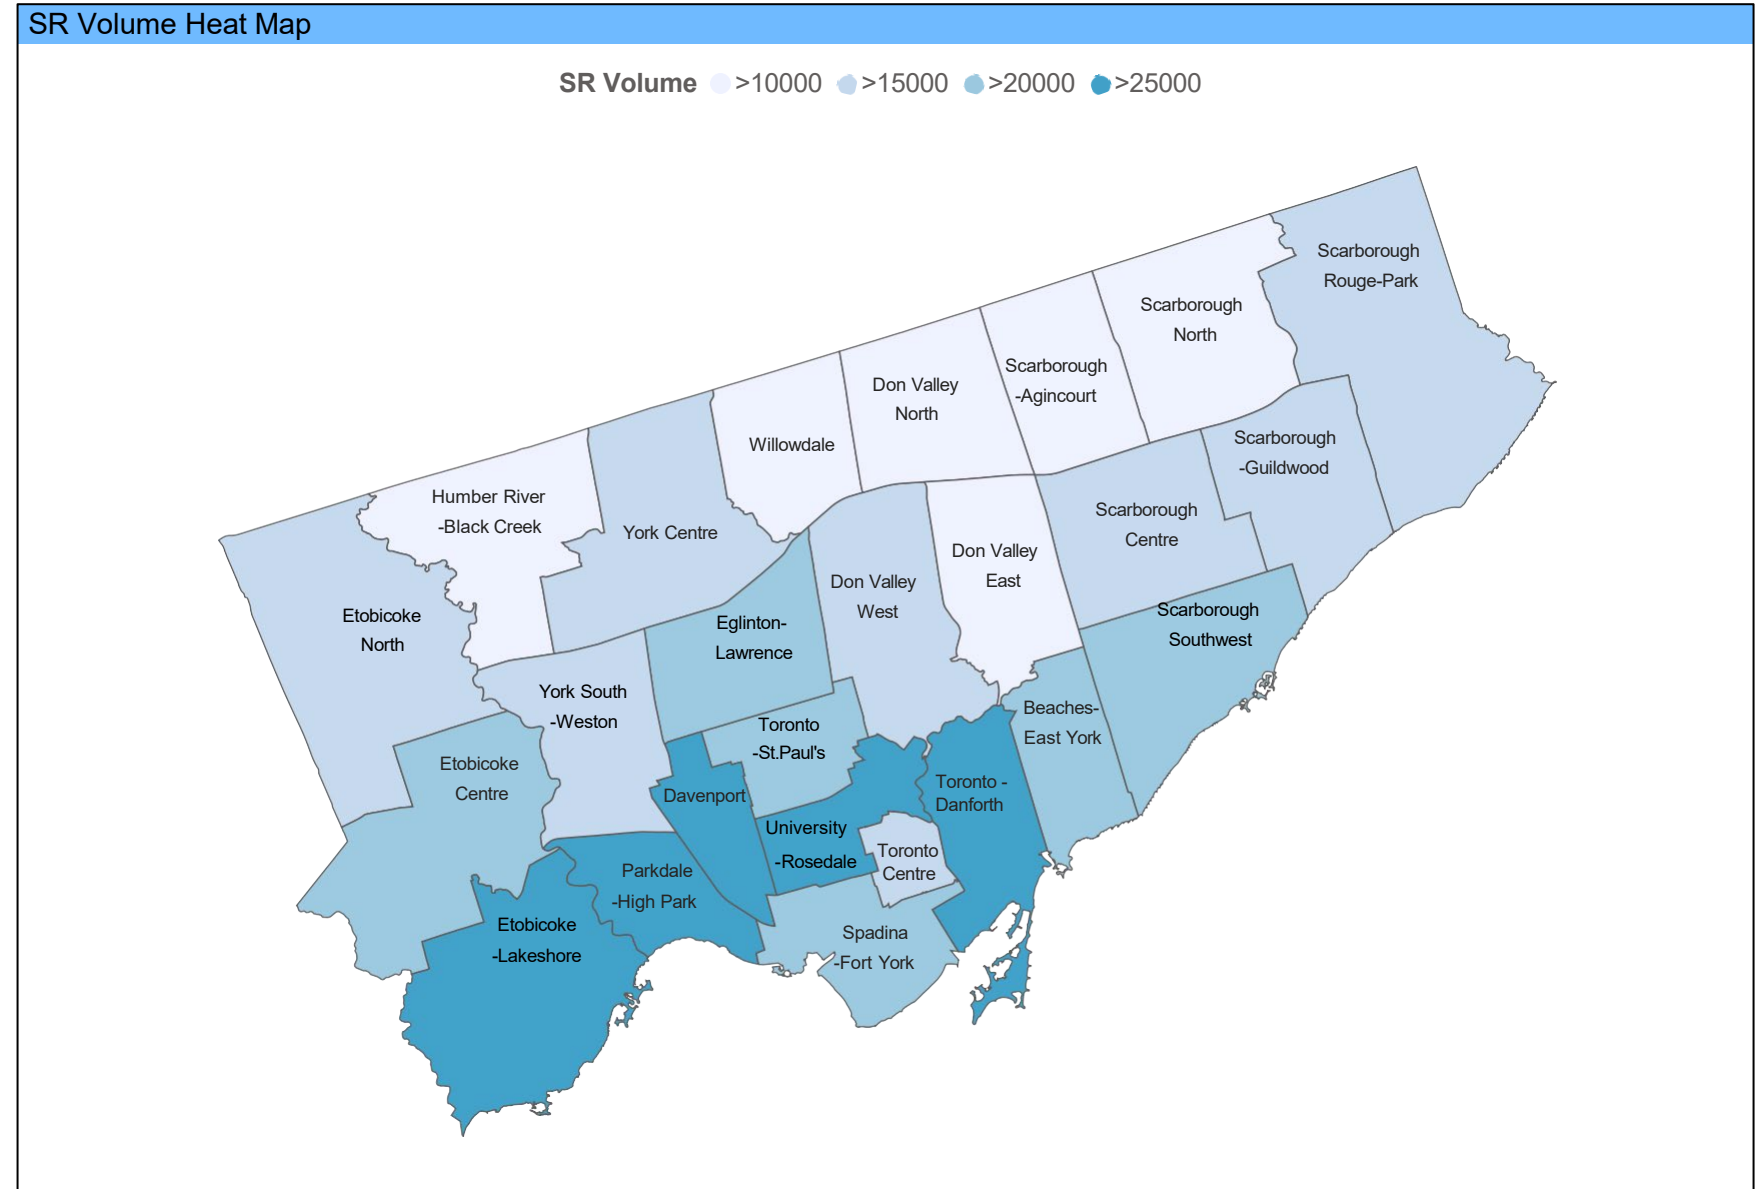 SR Volume Heat Map
SR Volume >10000 >15000 >20000 >25000
Scarborough
Rouge-Park
Scarborough
North
Scarborough
-Agincourt
Don Valley
North
Willowdale
Scarborough
-Guildwood
Humber River
-Black Creek
York Centre
Scarborough
Centre
Don Valley
East
Don Valley
West
Etobicoke
North
Eglinton-
Lawrence
Scarborough
Southwest
York South
-Weston
Beaches-
East York
Toronto
-St.Paul's
Etobicoke
Centre
Davenport
Toronto -
Danforth
University
-Rosedale
Toronto
Centre
Parkdale
-High Park
Etobicoke
-Lakeshore
Spadina
-Fort York